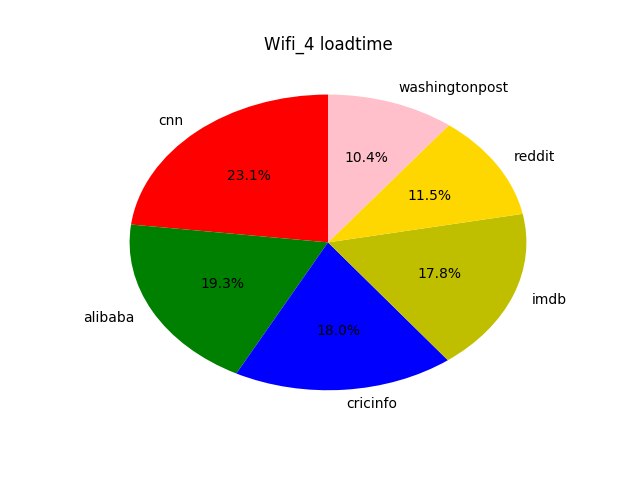 Wifi_4 loadtime
washingtonpost
cnn
reddit
10.4%
23.1%
11.5%
17.8%
19.3%
imdb
alibaba
18.0%
cricinfo